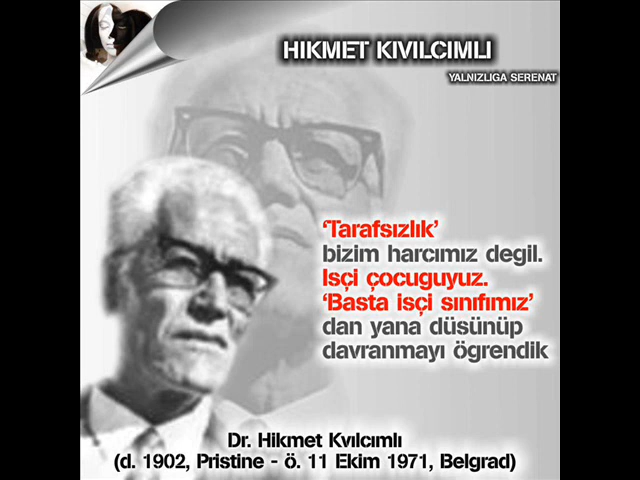 HIKMET KIVILCIMLI
YALNIZLIGA SERENAT
‘Tarafsızlık’
bizim harcımız degil.
Isçi çocuguyuz.
‘Basta isçi sınıfımız’
dan yana düsünüp
davranmayı ögrendik
Dr. Hikmet Kvılcımlı
(d. 1902, Pristine - ö. 11 Ekim 1971, Belgrad)